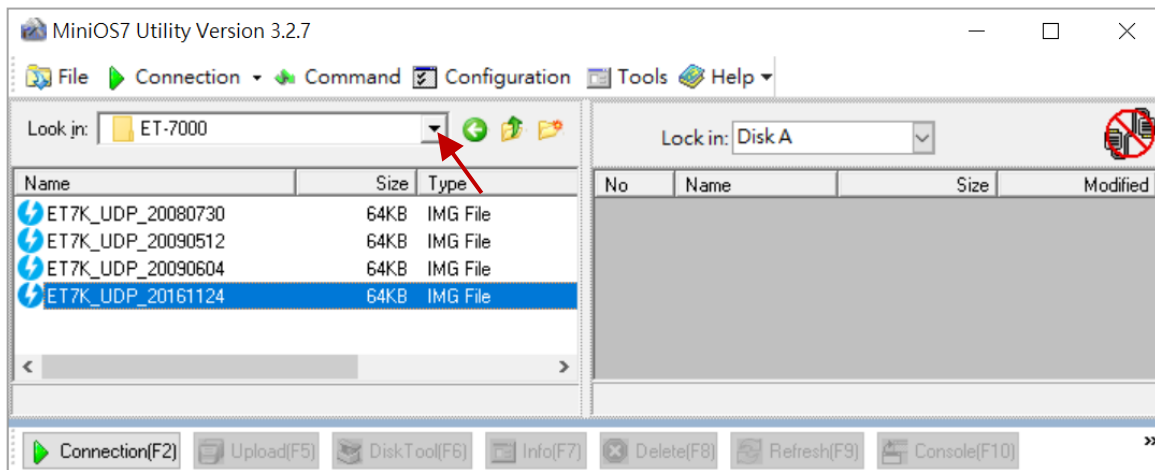 MiniOS7 Utility Version 3.2.7
File Connection Command Configuration Tools Help
Look in: ET-7000
Lock in: Disk A
Name Size Type
No Name Size Modified
ET7K_UDP_20080730 64KB IMG File
ET7K_UDP_20090512 64KB IMG File
ET7K_UDP_20090604 64KB IMG File
ET7K_UDP_20161124 64KB IMG File
Connection(F2) Upload(F5) DiskTool(F6) Info(F7) Delete(F8) Refresh(F9) Console(F10) »